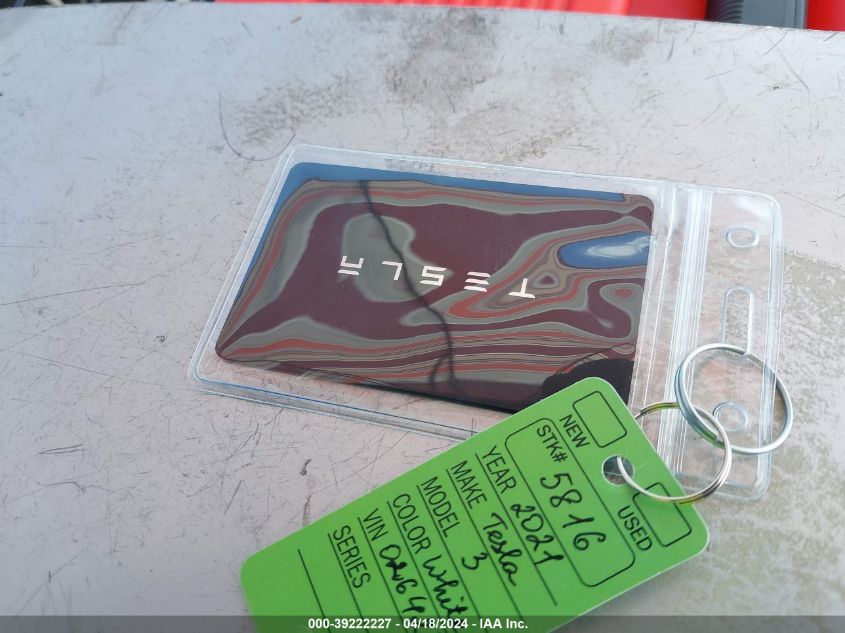 TESLA
NEW
USED
STK# 5816
YEAR 2021
MAKE Tesla
MODEL 3
COLOR Whit
VIN
SERIES
000-39222227 - 04/18/2024 - IAA Inc.